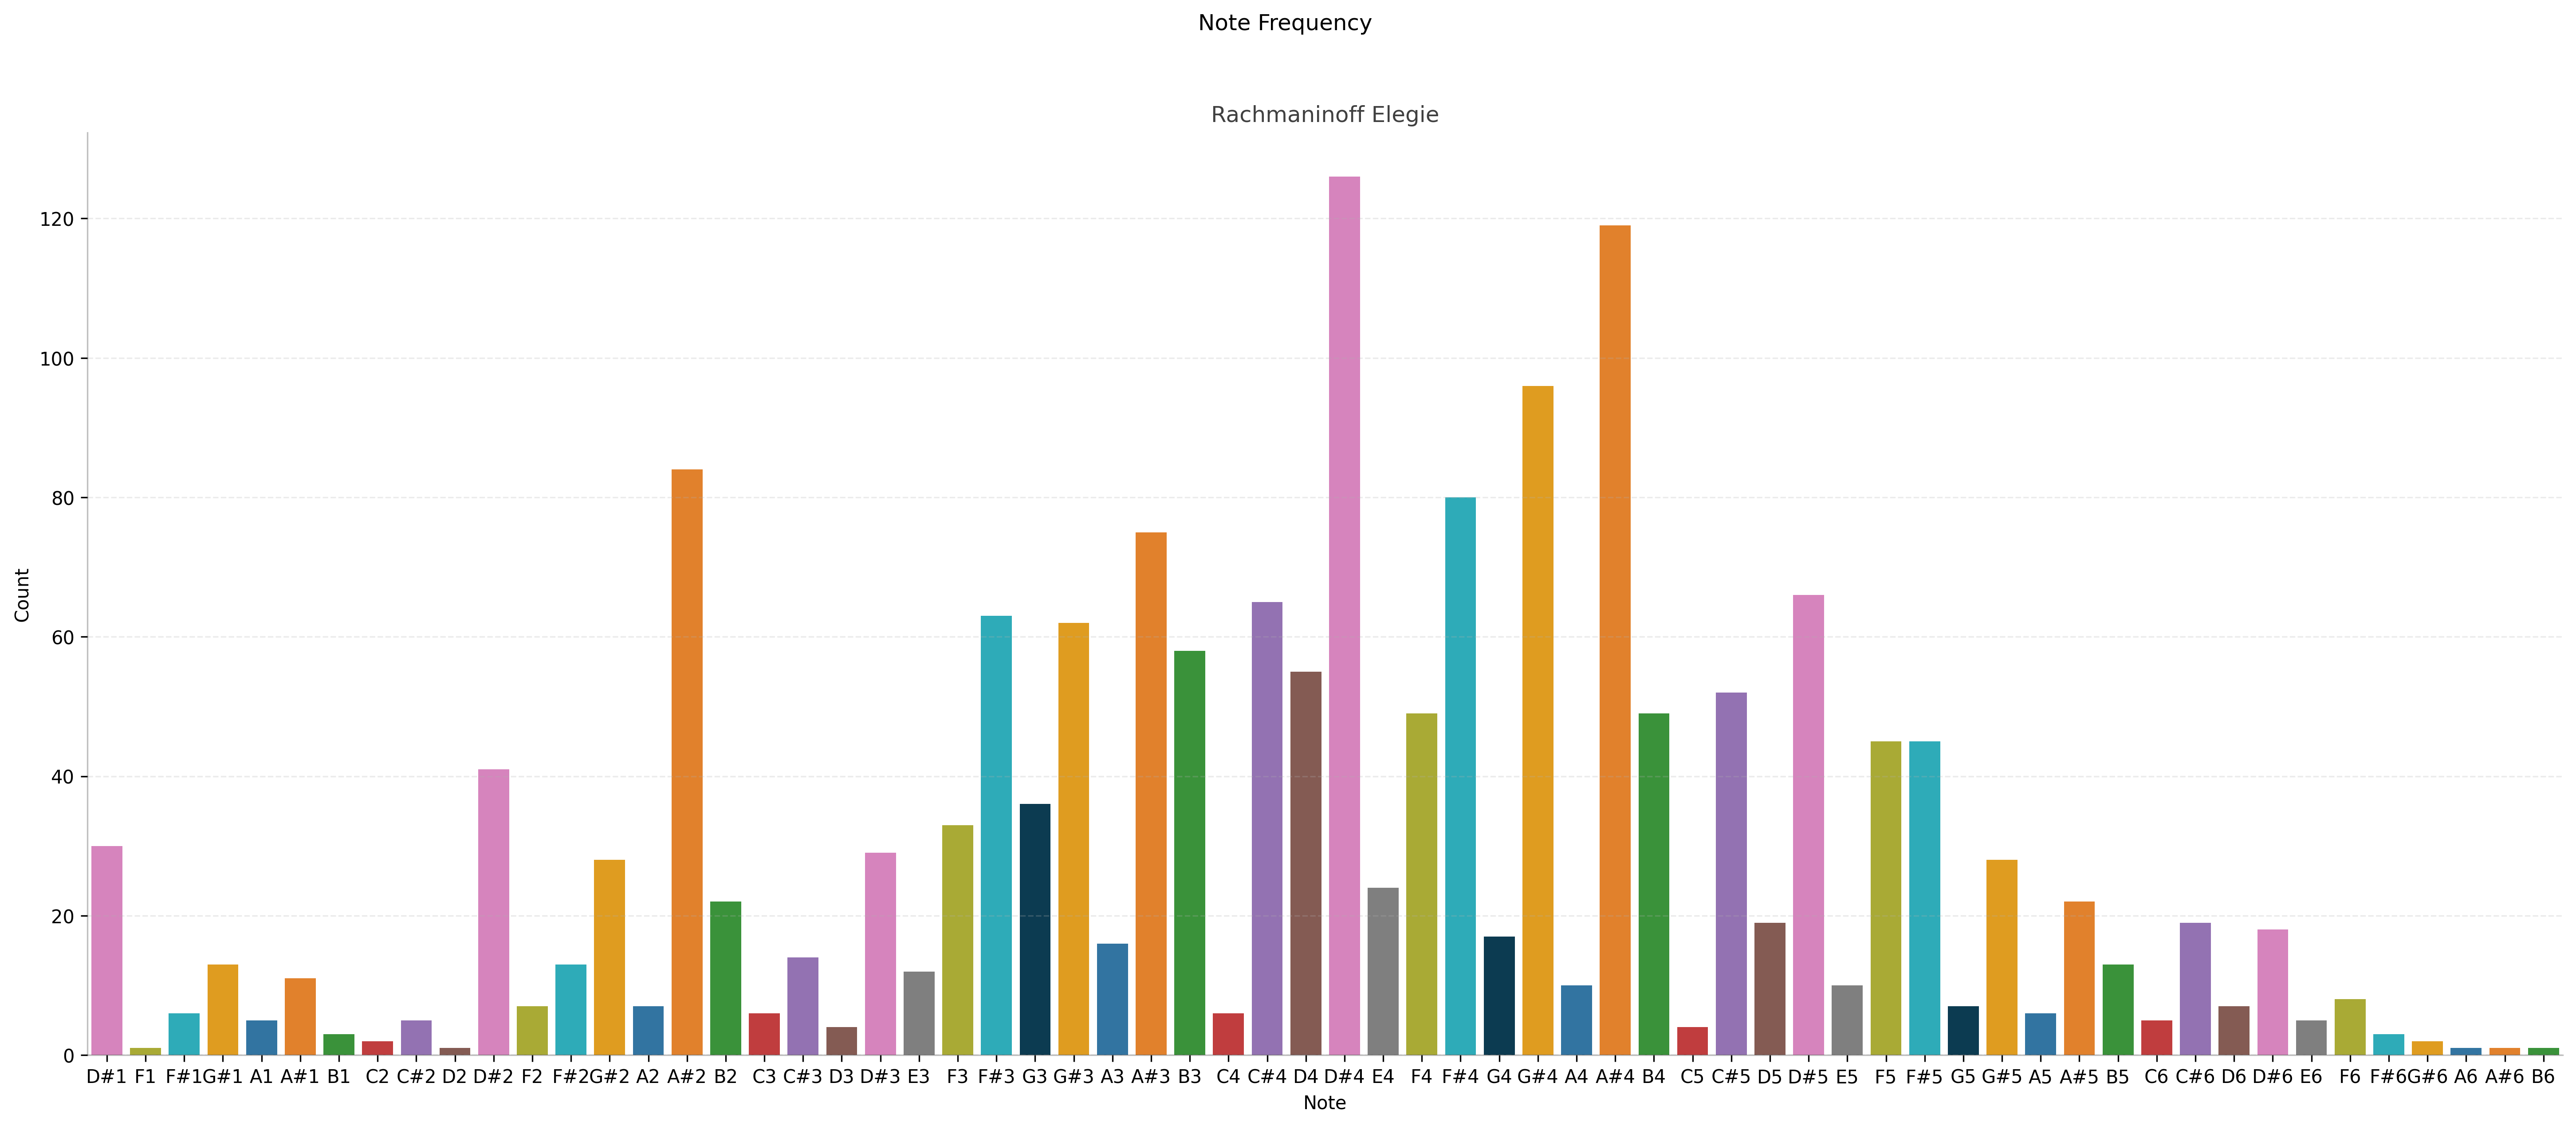 Note Frequency
Rachmaninoff Elegie
120
100
80
60
40
20
0
Count
D#1 F1 F#1 G#1 A1 A#1 B1 C2 C#2 D2 D#2 F2 F#2 G#2 A2 A#2 B2 C3 C#3 D3 D#3 E3 F3 F#3 G3 G#3 A3 A#3 B3 C4 C#4 D4 D#4 E4 F4 F#4 G4 G#4 A4 A#4 B4 C5 C#5 D5 D#5 E5 F5 F#5 G5 G#5 A5 A#5 B5 C6 C#6 D6 D#6 E6 F6 F#6 G#6 A6 A#6 B6
Note